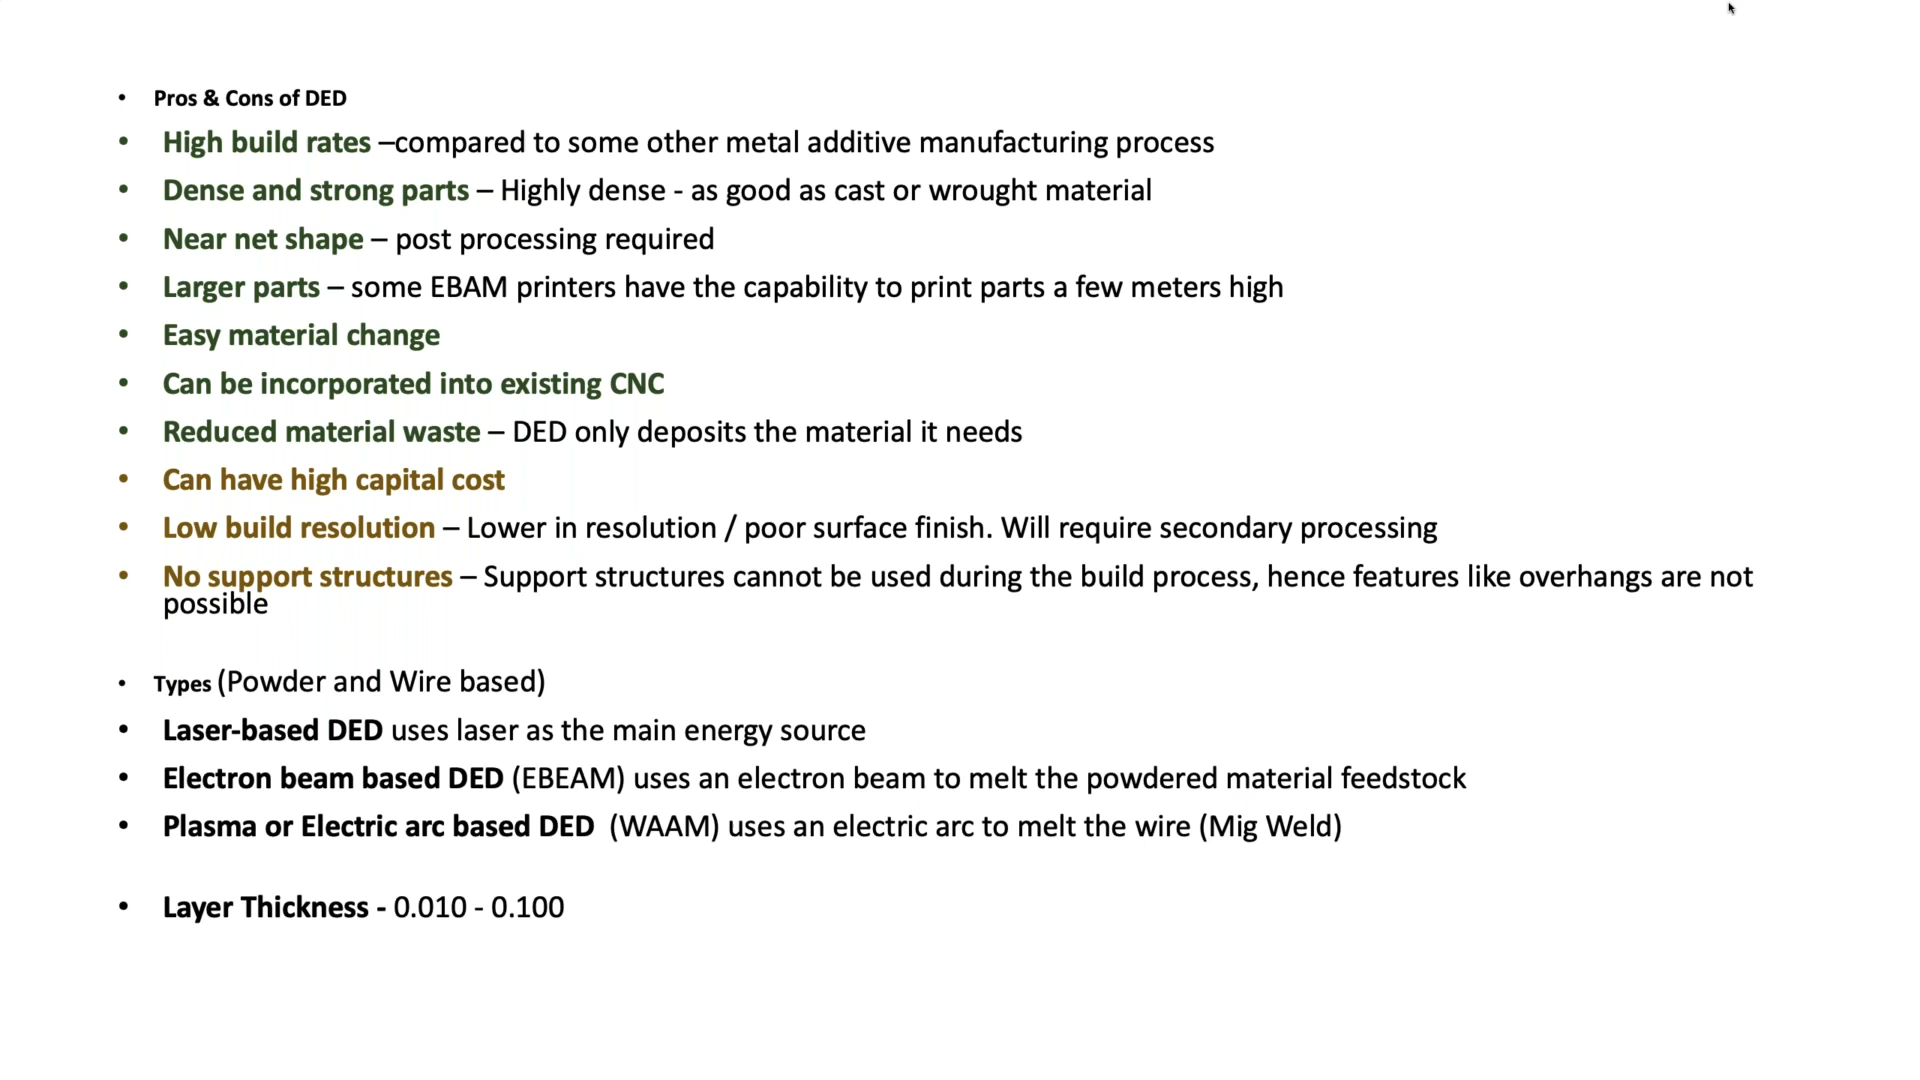 • Pros & Cons of DED
• High build rates –compared to some other metal additive manufacturing process
• Dense and strong parts – Highly dense - as good as cast or wrought material
• Near net shape – post processing required
• Larger parts – some EBAM printers have the capability to print parts a few meters high
• Easy material change
• Can be incorporated into existing CNC
• Reduced material waste – DED only deposits the material it needs
• Can have high capital cost
• Low build resolution – Lower in resolution / poor surface finish. Will require secondary processing
• No support structures – Support structures cannot be used during the build process, hence features like overhangs are not
possible
• Types (Powder and Wire based)
• Laser-based DED uses laser as the main energy source
• Electron beam based DED (EBEAM) uses an electron beam to melt the powdered material feedstock
• Plasma or Electric arc based DED (WAAM) uses an electric arc to melt the wire (Mig Weld)
• Layer Thickness - 0.010 - 0.100